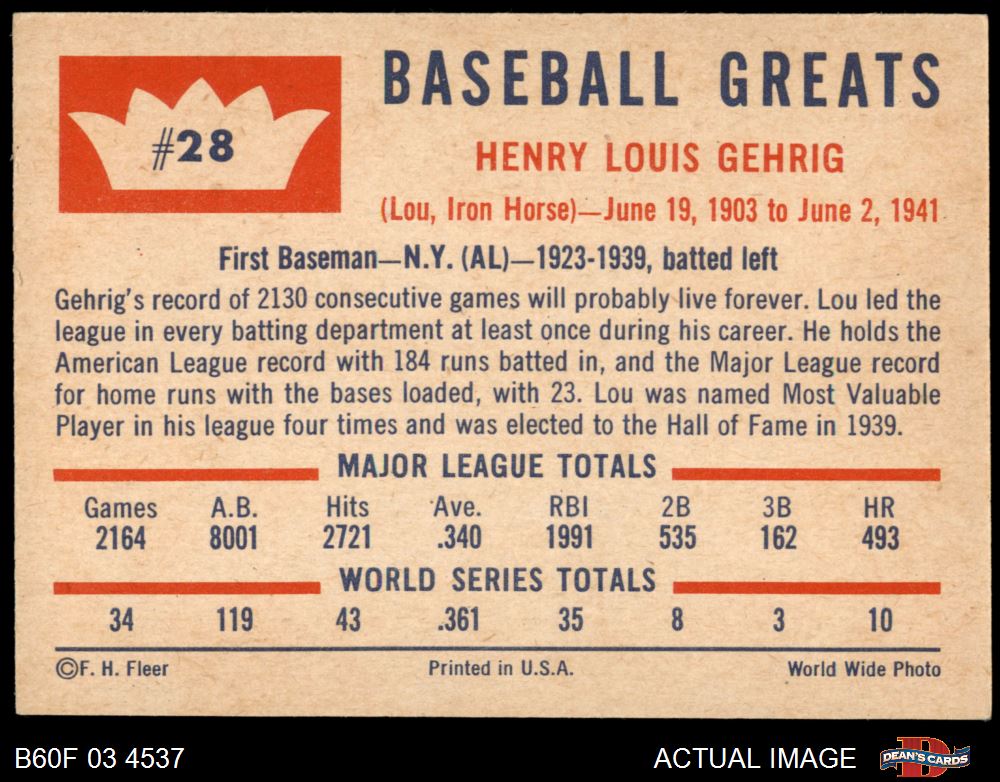 #28
BASEBALL GREATS
HENRY LOUIS GEHRIG
(Lou, Iron Horse)—June 19, 1903 to June 2, 1941
First Baseman—N.Y. (AL)—1923-1939, batted left
Gehrig's record of 2130 consecutive games will probably live forever. Lou led the
league in every batting department at least once during his career. He holds the
American League record with 184 runs batted in, and the Major League record
for home runs with the bases loaded, with 23. Lou was named Most Valuable
Player in his league four times and was elected to the Hall of Fame in 1939.
MAJOR LEAGUE TOTALS
Games A.B. Hits Ave. RBI 2B 3B HR
2164 8001 2721 .340 1991 535 162 493
WORLD SERIES TOTALS
34 119 43 .361 35 8 3 10
©F. H. Fleer Printed in U.S.A. World Wide Photo
B60F 03 4537 ACTUAL IMAGE DEAN'S CARDS